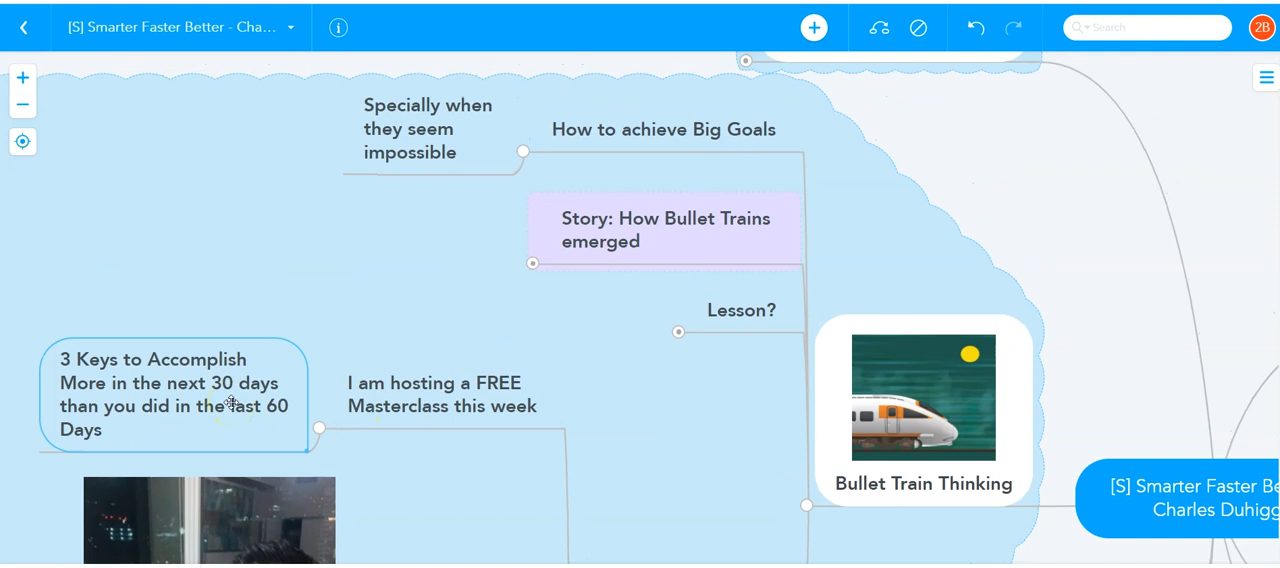 [S] Smarter Faster Better - Cha...
Search
2B
Specially when
they seem
impossible
How to achieve Big Goals
Story: How Bullet Trains
emerged
Lesson?
3 Keys to Accomplish
More in the next 30 days
than you did in the last 60
Days
I am hosting a FREE
Masterclass this week
Bullet Train Thinking
[S] Smarter Faster Be
Charles Duhigg